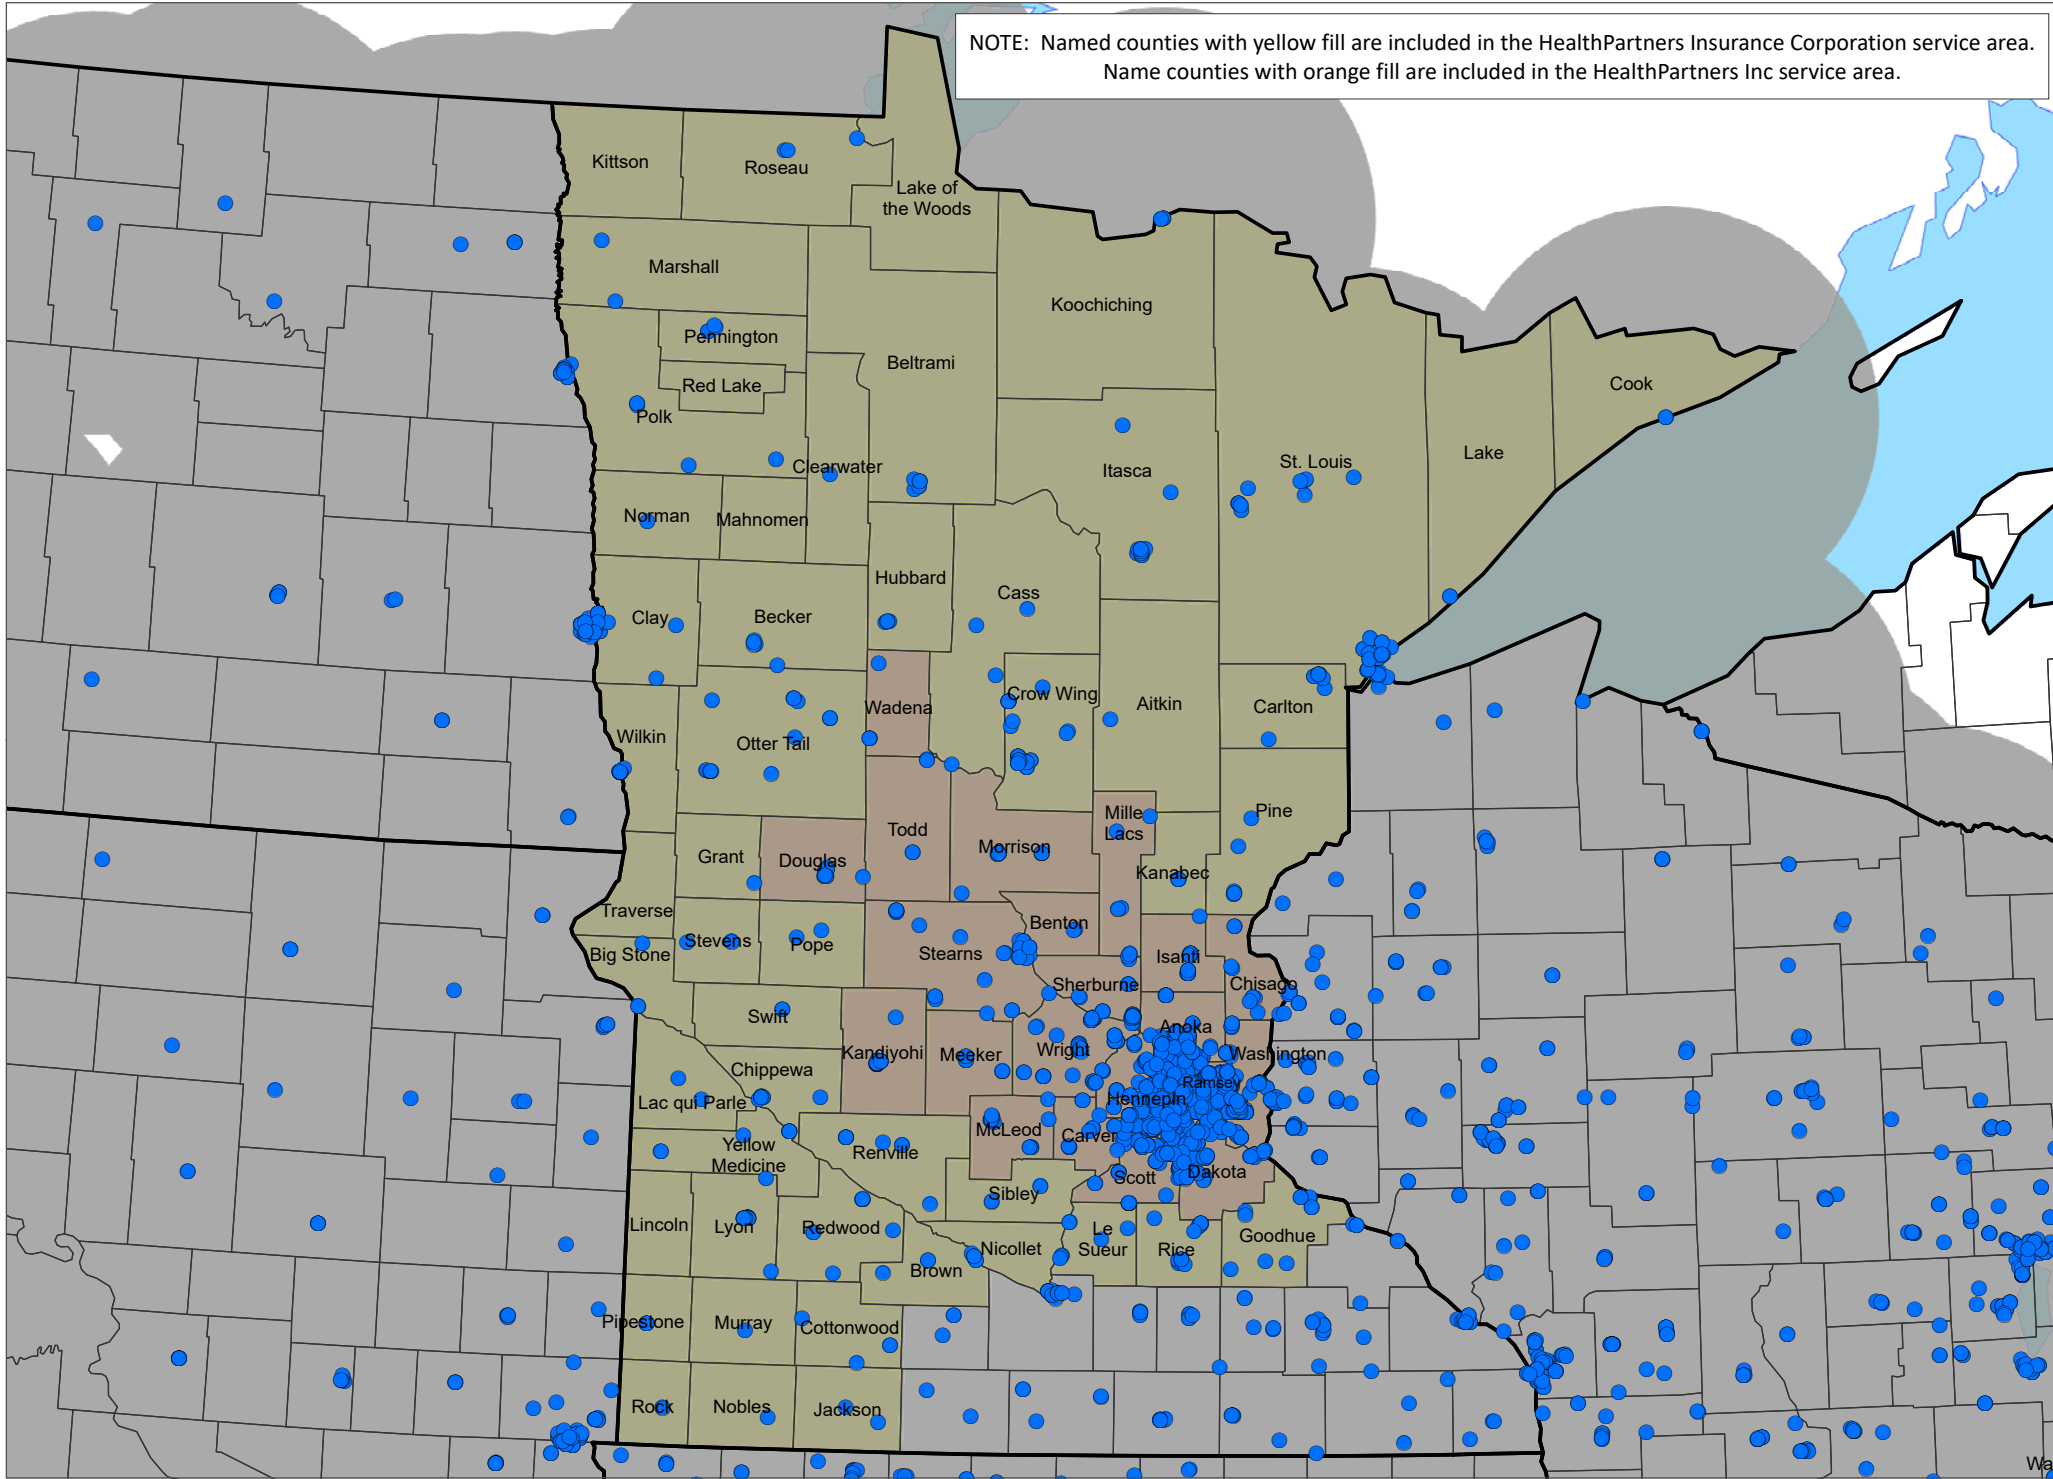 NOTE:  Named counties with yellow fill are included in the HealthPartners Insurance Corporation service area.
Name counties with orange fill are included in the HealthPartners Inc service area.
Kittson
Roseau
Lake of
the Woods
Marshall
Koochiching
Pennington
Beltrami
Red Lake
Cook
Polk
Clearwater
Itasca
St. Louis
Lake
Norman
Mahnomen
Hubbard
Cass
Clay
Becker
Crow Wing
Wadena
Aitkin
Carlton
Wilkin
Otter Tail
Mille
Lacs
Pine
Todd
Morrison
Grant
Douglas
Kanabec
Traverse
Benton
Stevens
Pope
Big Stone
Stearns
Isanti
Sherburne
Chisago
Swift
Anoka
Kandiyohi
Meeker
Wright
Washington
Chippewa
Ramsey
Lac qui Parle
Hennepin
McLeod
Carver
Yellow
Medicine
Renville
Scott
Dakota
Sibley
Lincoln
Lyon
Redwood
Le
Sueur
Rice
Goodhue
Nicollet
Brown
Pipestone
Murray
Cottonwood
Rock
Nobles
Jackson
Wa